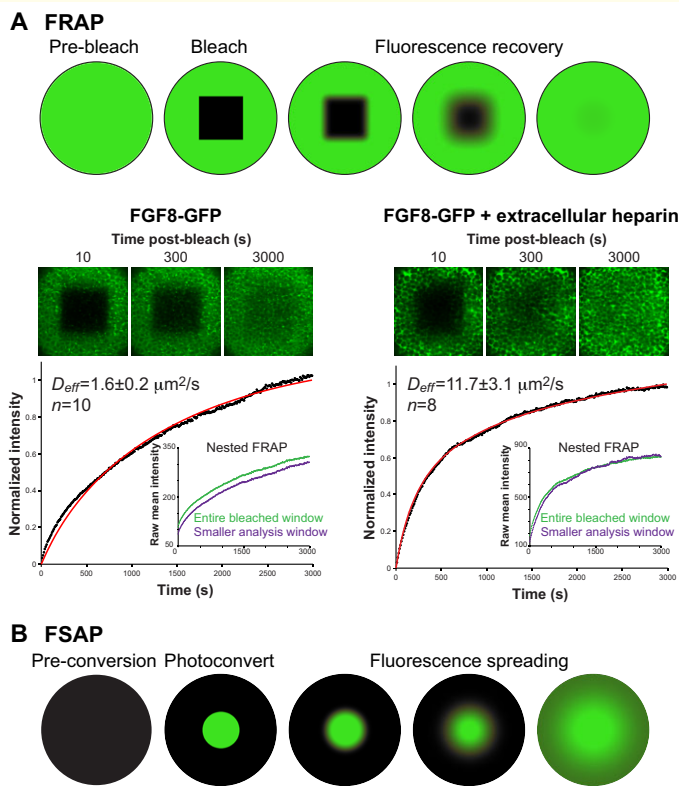 A FRAP
Pre-bleach Bleach Fluorescence recovery
FGF8-GFP
Time post-bleach (s)
10 300 3000
Normalized intensity
1
0.8
0.6
0.4
0.2
0
D_eff=1.6±0.2 μm²/s
n=10
Nested FRAP
Raw mean intensity
350
200
50
Entire bleached window
Smaller analysis window
0 1500 3000
0 500 1000 1500 2000 2500 3000
Time (s)
FGF8-GFP + extracellular heparin
Time post-bleach (s)
10 300 3000
Normalized intensity
1
0.8
0.6
0.4
0.2
0
D_eff=11.7±3.1 μm²/s
n=8
Nested FRAP
Raw mean intensity
900
500
100
Entire bleached window
Smaller analysis window
0 1500 3000
0 500 1000 1500 2000 2500 3000
Time (s)
B FSAP
Pre-conversion Photoconvert Fluorescence spreading